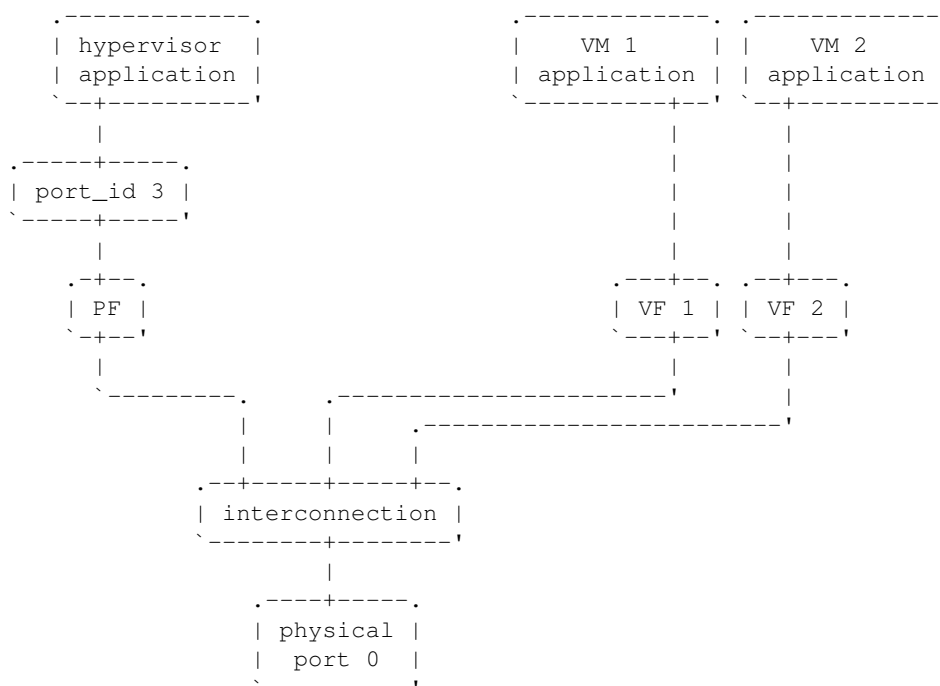 hypervisor VM 1 VM 2
application application application
port_id 3
PF VF 1 VF 2
interconnection
physical
port 0